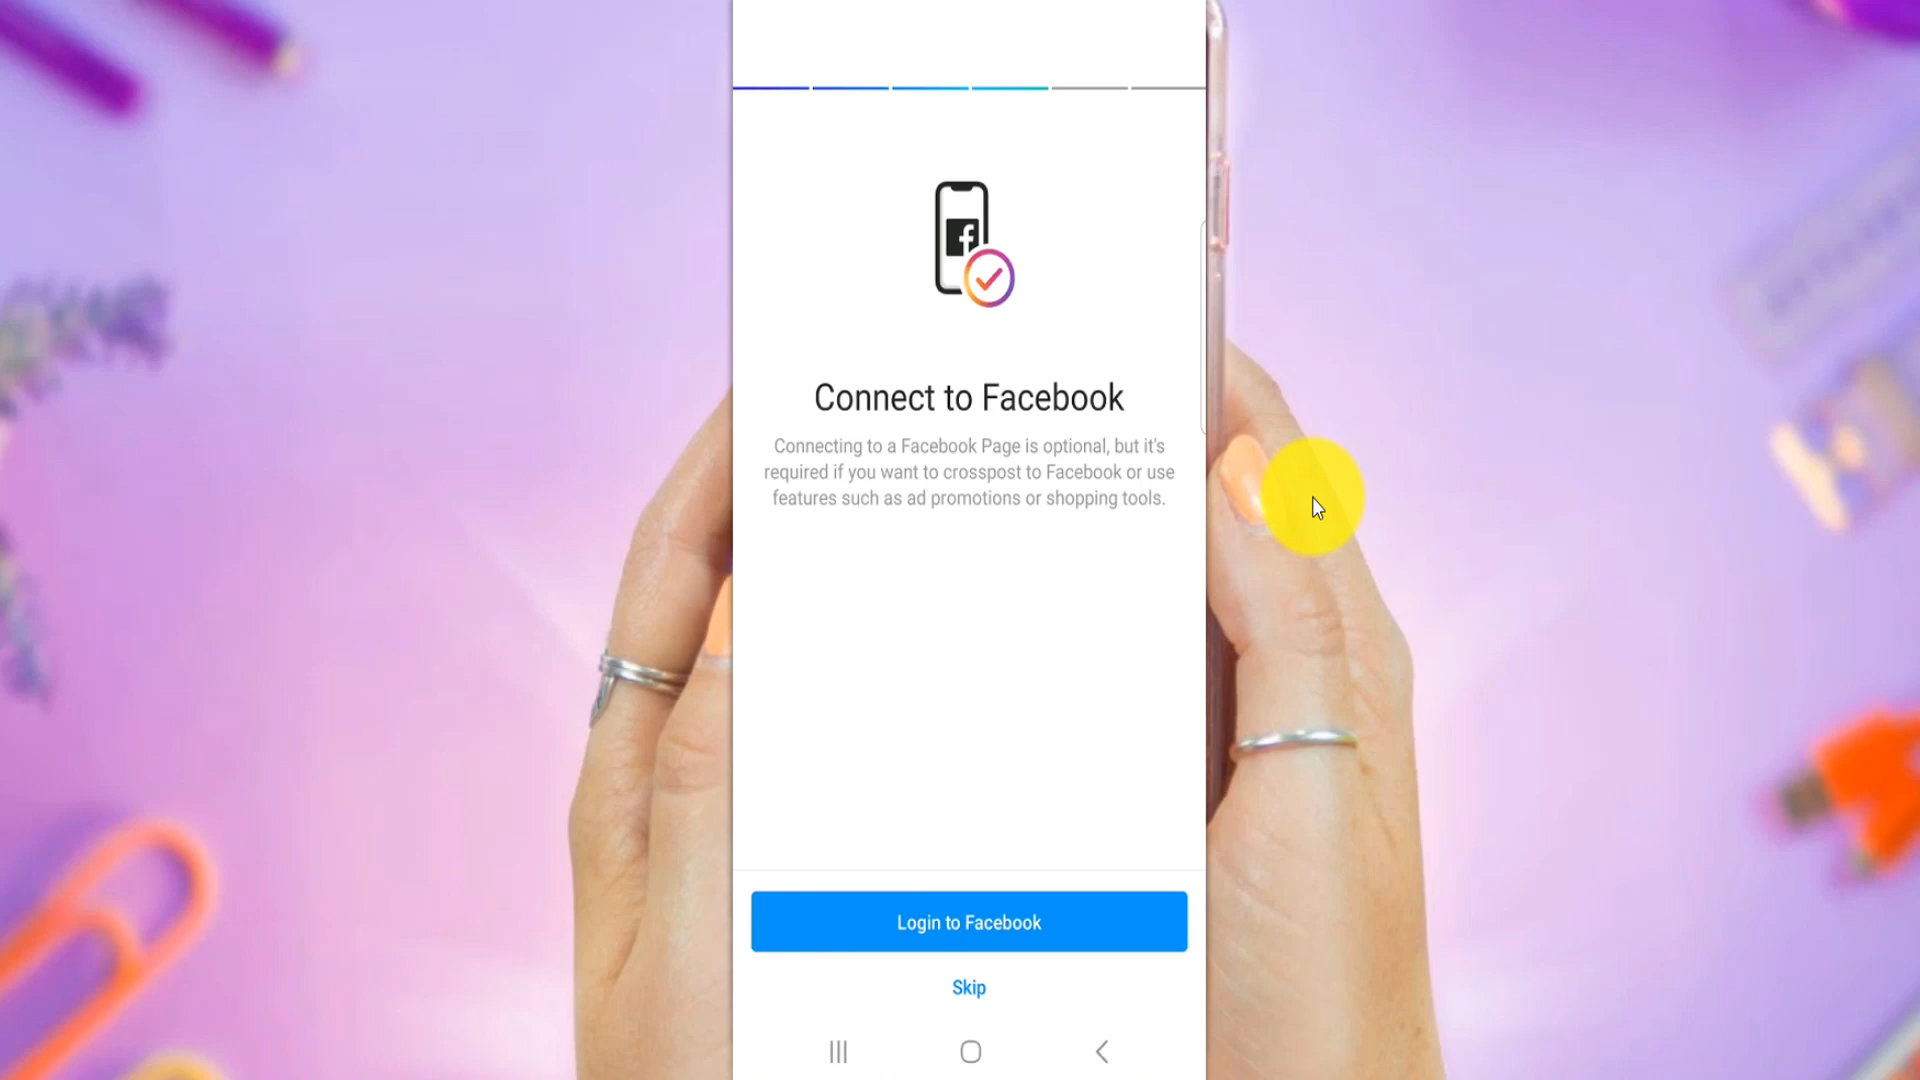 Connect to Facebook
Connecting to a Facebook Page is optional, but it's
required if you want to crosspost to Facebook or use
features such as ad promotions or shopping tools.
Login to Facebook
Skip